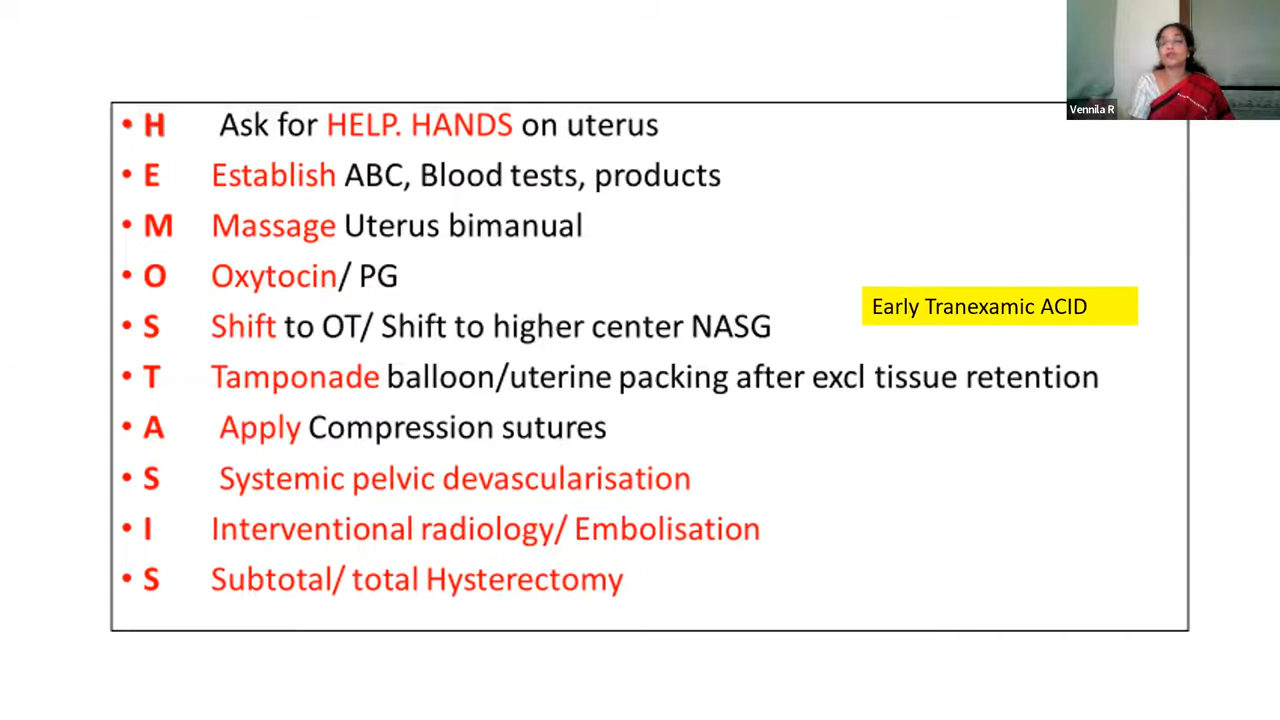 Vennila R
• H Ask for HELP. HANDS on uterus
• E Establish ABC, Blood tests, products
• M Massage Uterus bimanual
• O Oxytocin/ PG
Early Tranexamic ACID
• S Shift to OT/ Shift to higher center NASG
• T Tamponade balloon/uterine packing after excl tissue retention
• A Apply Compression sutures
• S Systemic pelvic devascularisation
• I Interventional radiology/ Embolisation
• S Subtotal/ total Hysterectomy